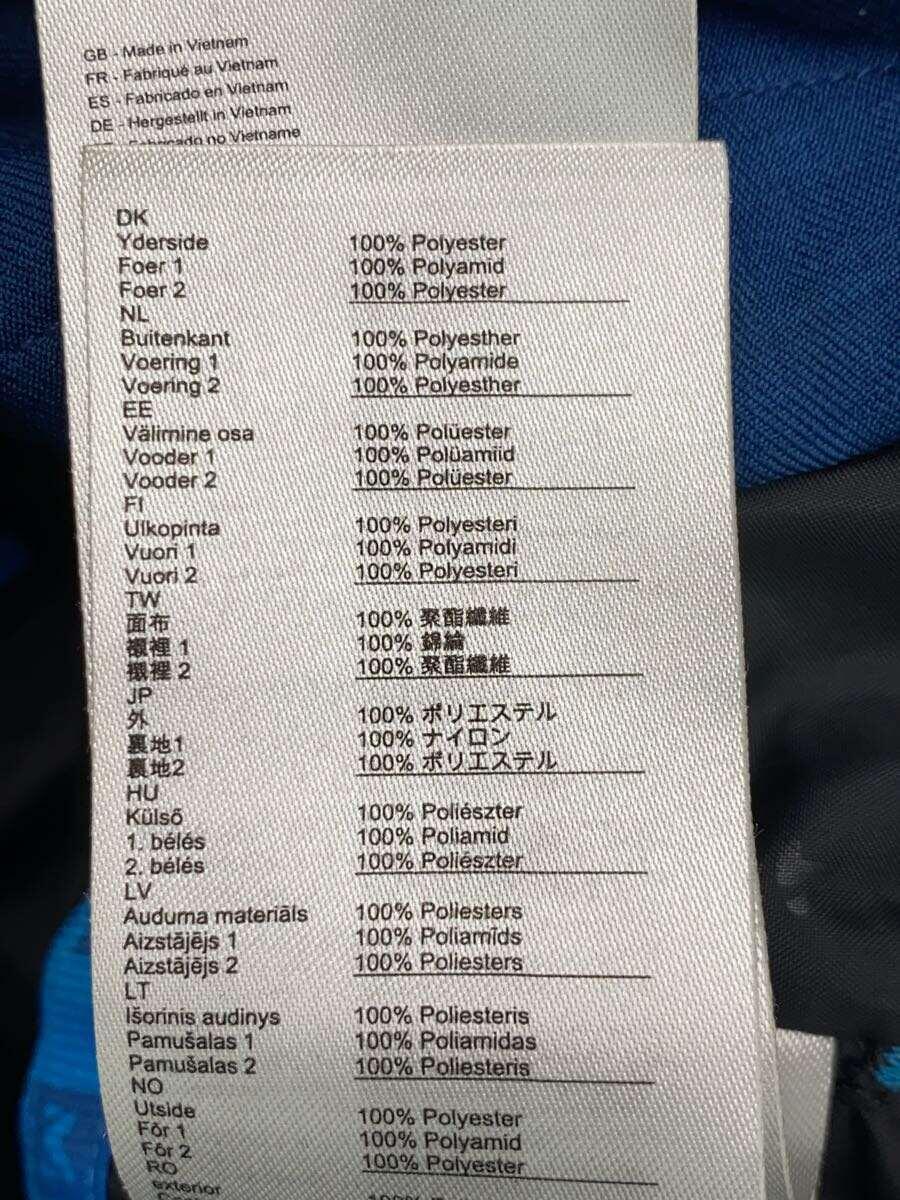 GB - Made in Vietnam
FR - Fabriqué au Vietnam
ES - Fabricado en Vietnam
DE - Hergestellt in Vietnam
no Vietname
DK
Yderside 100% Polyester
Foer 1 100% Polyamid
Foer 2 100% Polyester
NL
Buitenkant 100% Polyesther
Voering 1 100% Polyamide
Voering 2 100% Polyesther
EE
Välimine osa 100% Polüester
Vooder 1 100% Polüamiid
Vooder 2 100% Polüester
FI
Ulkopinta 100% Polyesteri
Vuori 1 100% Polyamidi
Vuori 2 100% Polyesteri
TW
面布 100% 聚酯纖維
襯裡 1 100% 錦綸
襯裡 2 100% 聚酯纖維
JP
外 100% ポリエステル
裏地1 100% ナイロン
裏地2 100% ポリエステル
HU
Külső 100% Poliészter
1. bélés 100% Poliamid
2. bélés 100% Poliészter
LV
Auduma materiāls 100% Poliesters
Aizstājējs 1 100% Poliamīds
Aizstājējs 2 100% Poliesters
LT
Išorinis audinys 100% Poliesteris
Pamušalas 1 100% Poliamidas
Pamušalas 2 100% Poliesteris
NO
Utside 100% Polyester
Fôr 1 100% Polyamid
Fôr 2 100% Polyester
RO
exterior